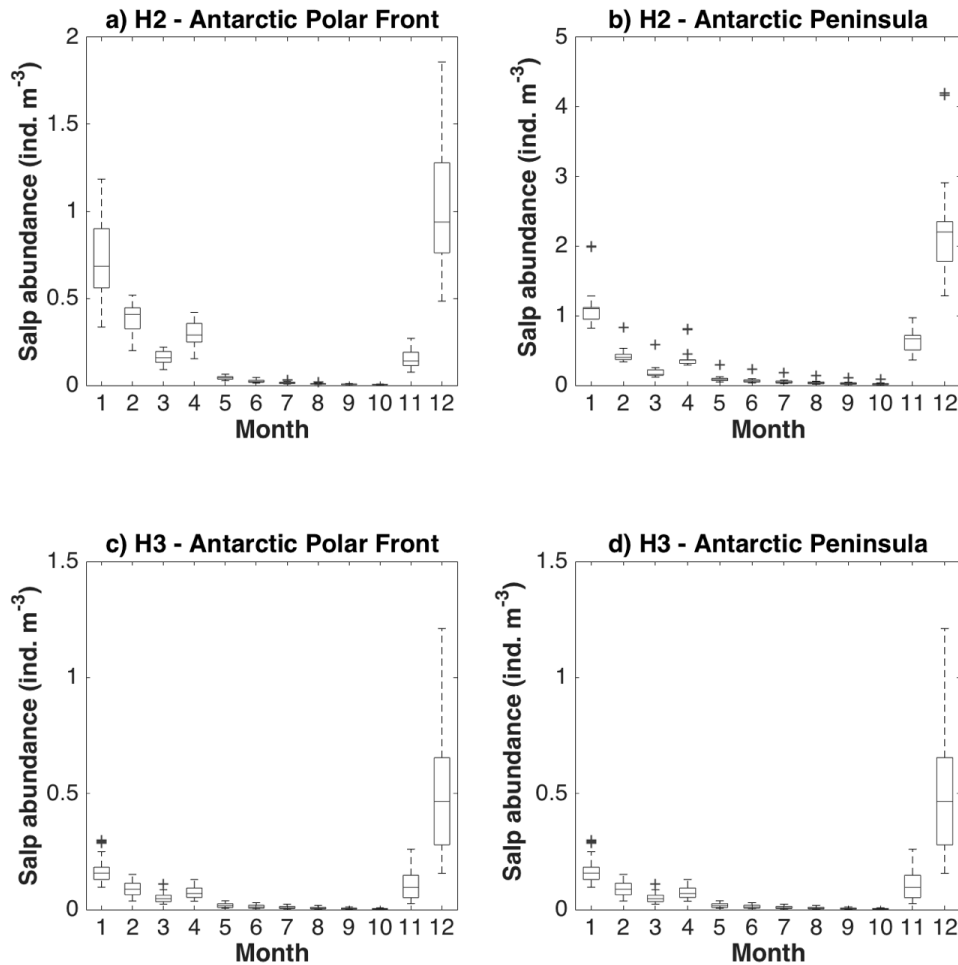 a) H2 - Antarctic Polar Front
2
1.5
1
0.5
0
Salp abundance (ind. m⁻³)
1 2 3 4 5 6 7 8 9 10 11 12
Month
b) H2 - Antarctic Peninsula
5
4
3
2
1
0
Salp abundance (ind. m⁻³)
1 2 3 4 5 6 7 8 9 10 11 12
Month
c) H3 - Antarctic Polar Front
1.5
1
0.5
0
Salp abundance (ind. m⁻³)
1 2 3 4 5 6 7 8 9 10 11 12
Month
d) H3 - Antarctic Peninsula
1.5
1
0.5
0
Salp abundance (ind. m⁻³)
1 2 3 4 5 6 7 8 9 10 11 12
Month